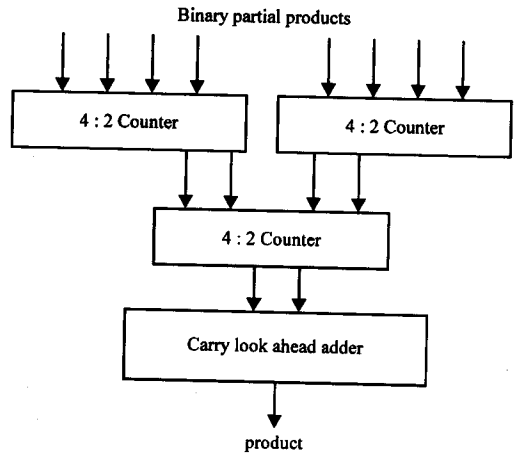 Binary partial products
4 : 2 Counter
4 : 2 Counter
4 : 2 Counter
Carry look ahead adder
product